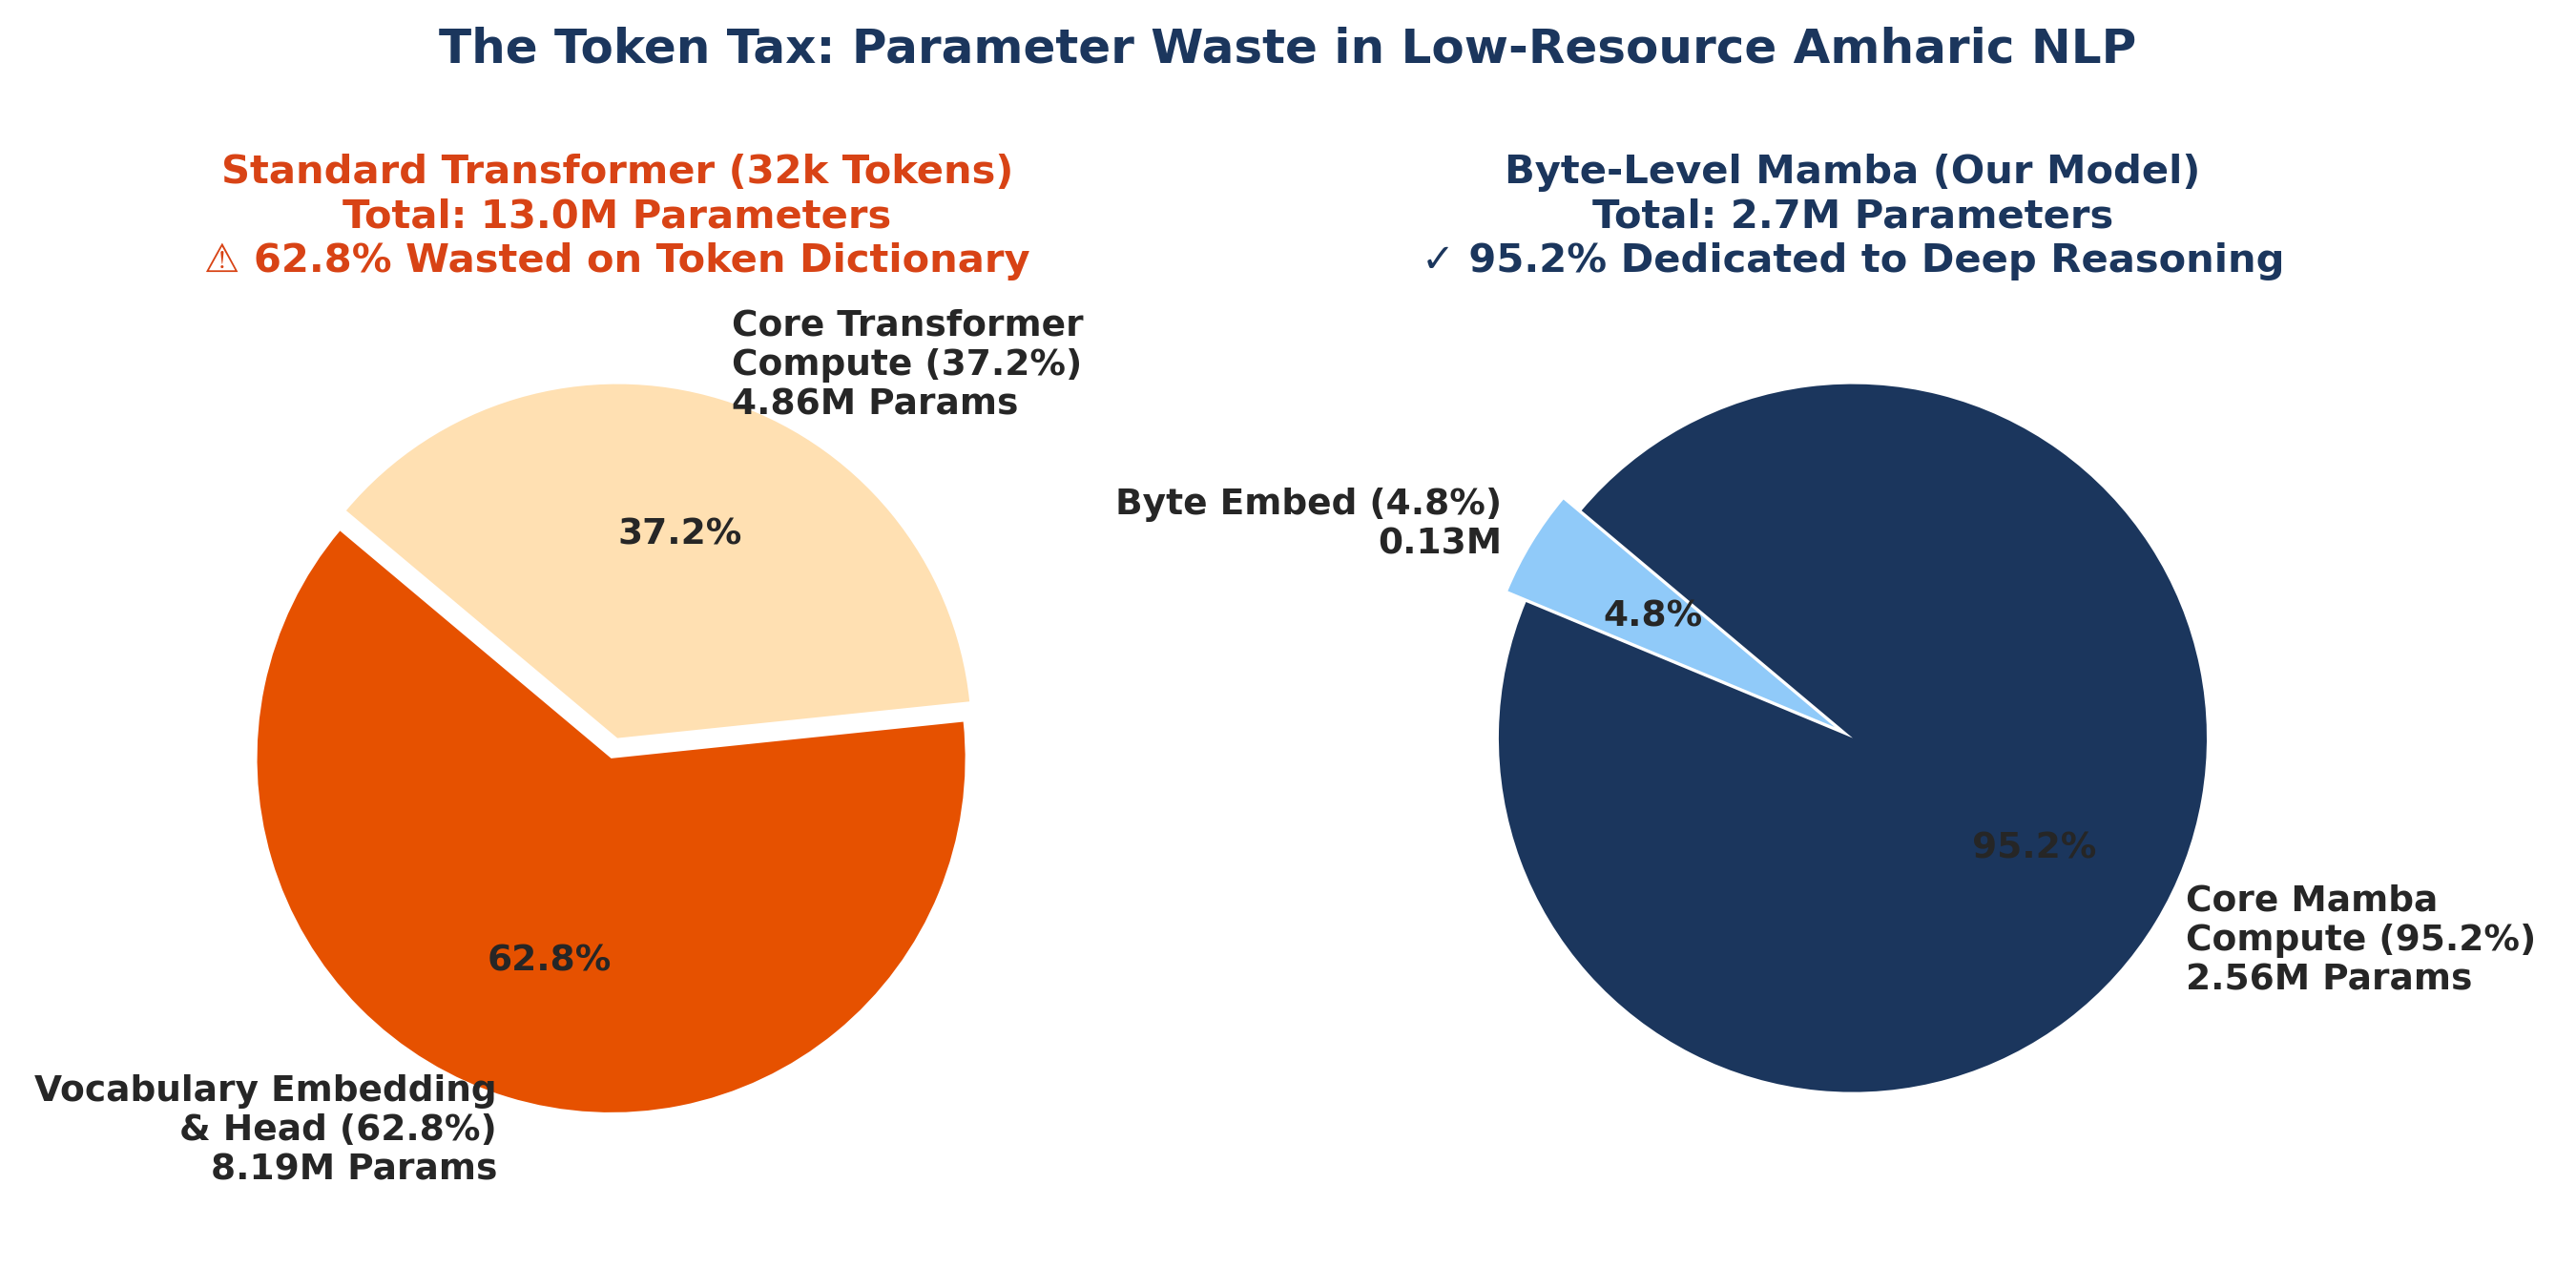 The Token Tax: Parameter Waste in Low-Resource Amharic NLP
Standard Transformer (32k Tokens)
Total: 13.0M Parameters
⚠ 62.8% Wasted on Token Dictionary
Core Transformer
Compute (37.2%)
4.86M Params
37.2%
62.8%
Vocabulary Embedding
& Head (62.8%)
8.19M Params
Byte-Level Mamba (Our Model)
Total: 2.7M Parameters
✓ 95.2% Dedicated to Deep Reasoning
Byte Embed (4.8%)
0.13M
4.8%
95.2%
Core Mamba
Compute (95.2%)
2.56M Params